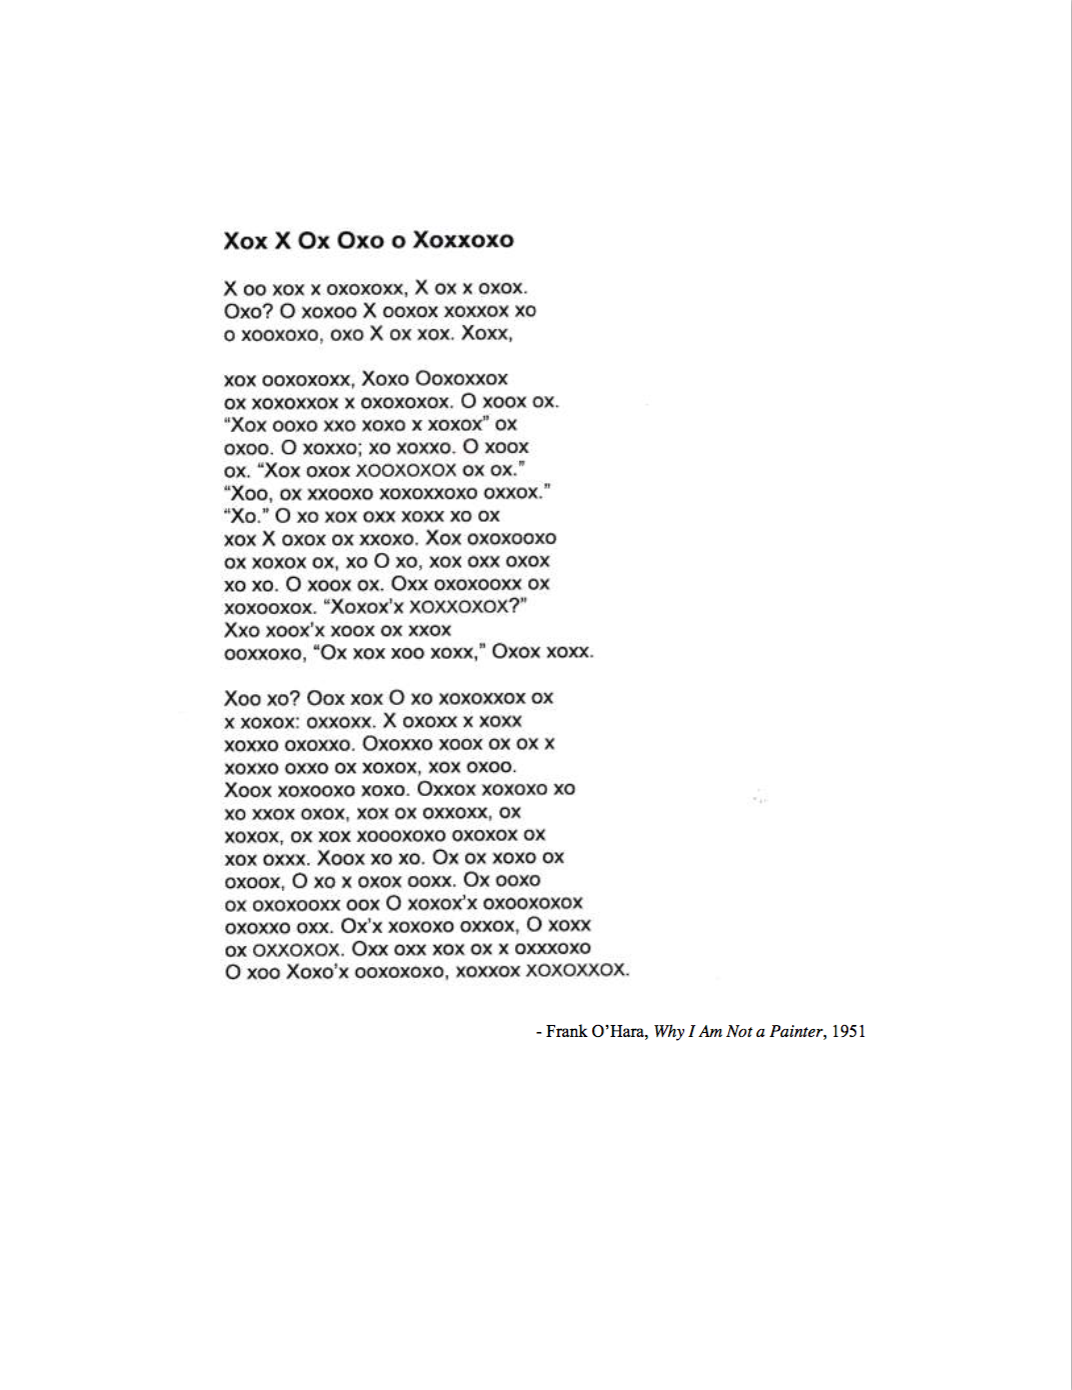 Xox X Ox Oxo o Xoxxoxo
X oo xox x oxoxoxx, X ox x oxox.
Oxo? O xoxoo X ooxox xoxxox xo
o xooxoxo, oxo X ox xox. Xoxx,
xox ooxoxoxx, Xoxo Ooxoxxox
ox xoxoxxox x oxoxoxox. O xoox ox.
“Xox ooxo xxo xoxo x xoxox” ox
oxoo. O xoxxo; xo xoxxo. O xoox
ox. “Xox oxox XOOXOXOX ox ox.”
“Xoo, ox xxooxo xoxoxxoxo oxxox.”
“Xo.” O xo xox oxx xoxx xo ox
xox X oxox ox xxoxo. Xox oxoxooxo
ox xoxox ox, xo O xo, xox oxx oxox
xo xo. O xoox ox. Oxx oxoxooxx ox
xoxooxox. “Xoxox’x XOXXOXOX?”
Xxo xoox’x xoox ox xxox
ooxxoxo, “Ox xox xoo xoxx,” Oxox xoxx.
Xoo xo? Oox xox O xo xoxoxxox ox
x xoxox: oxxoxx. X oxoxx x xoxx
xoxxo oxoxxo. Oxoxxo xoox ox ox x
xoxxo oxxo ox xoxox, xox oxoo.
Xoox xoxooxo xoxo. Oxxox xoxoxo xo
xo xxox oxox, xox ox oxxoxx, ox
xoxox, ox xox xoooxoxo oxoxox ox
xox oxxx. Xoox xo xo. Ox ox xoxo ox
oxoox, O xo x oxox ooxx. Ox ooxo
ox oxoxooxx oox O xoxox’x oxooxoxox
oxoxxo oxx. Ox’x xoxoxo oxxox, O xoxx
ox OXXOXOX. Oxx oxx xox ox x oxxxoxo
O xoo Xoxo’x ooxoxoxo, xoxxox XOXOXXOX.
- Frank O’Hara, Why I Am Not a Painter, 1951